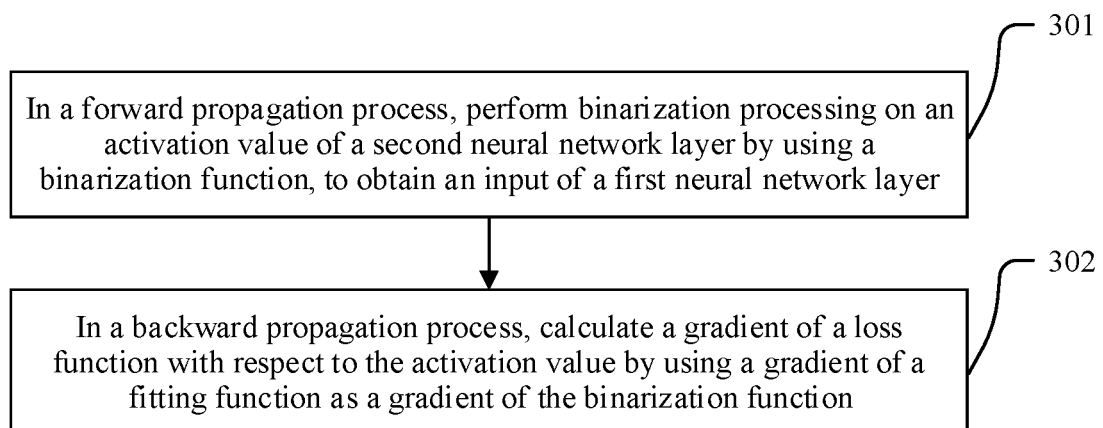 301
In a forward propagation process, perform binarization processing on an
activation value of a second neural network layer by using a
binarization function, to obtain an input of a first neural network layer
302
In a backward propagation process, calculate a gradient of a loss
function with respect to the activation value by using a gradient of a
fitting function as a gradient of the binarization function